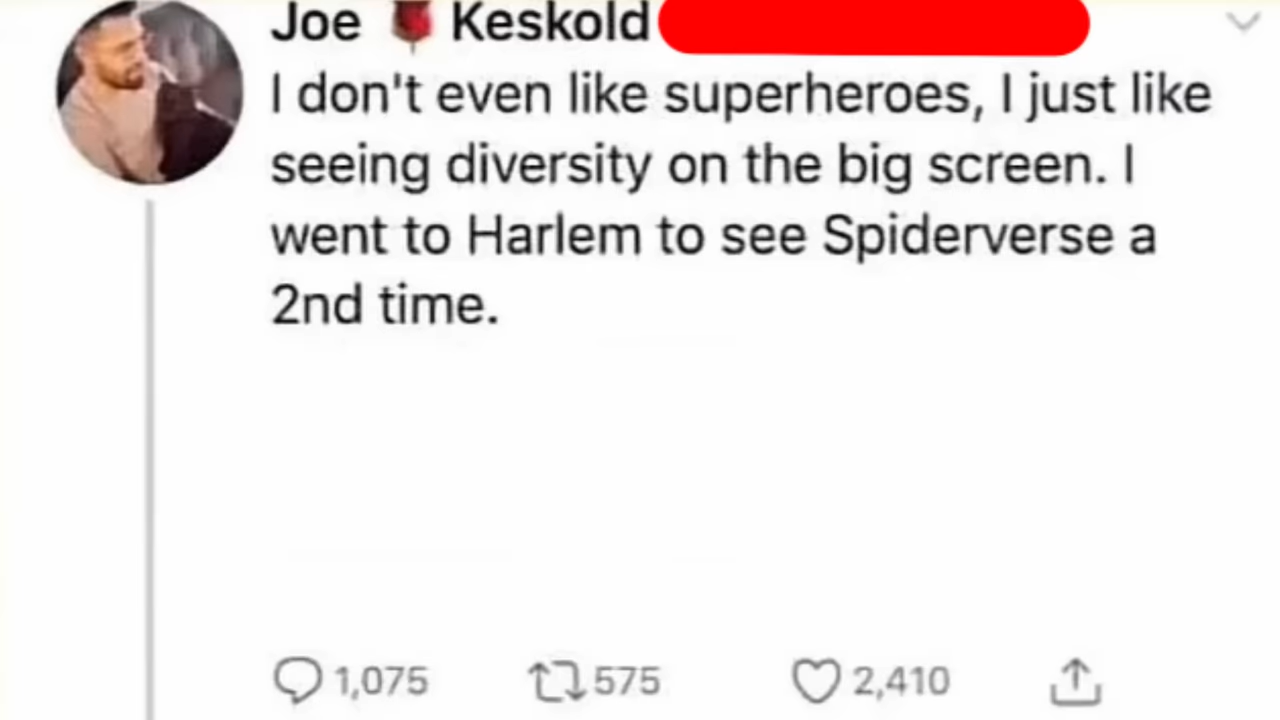 Joe 🌹 Keskold
I don't even like superheroes, I just like
seeing diversity on the big screen. I
went to Harlem to see Spiderverse a
2nd time.
1,075 575 2,410